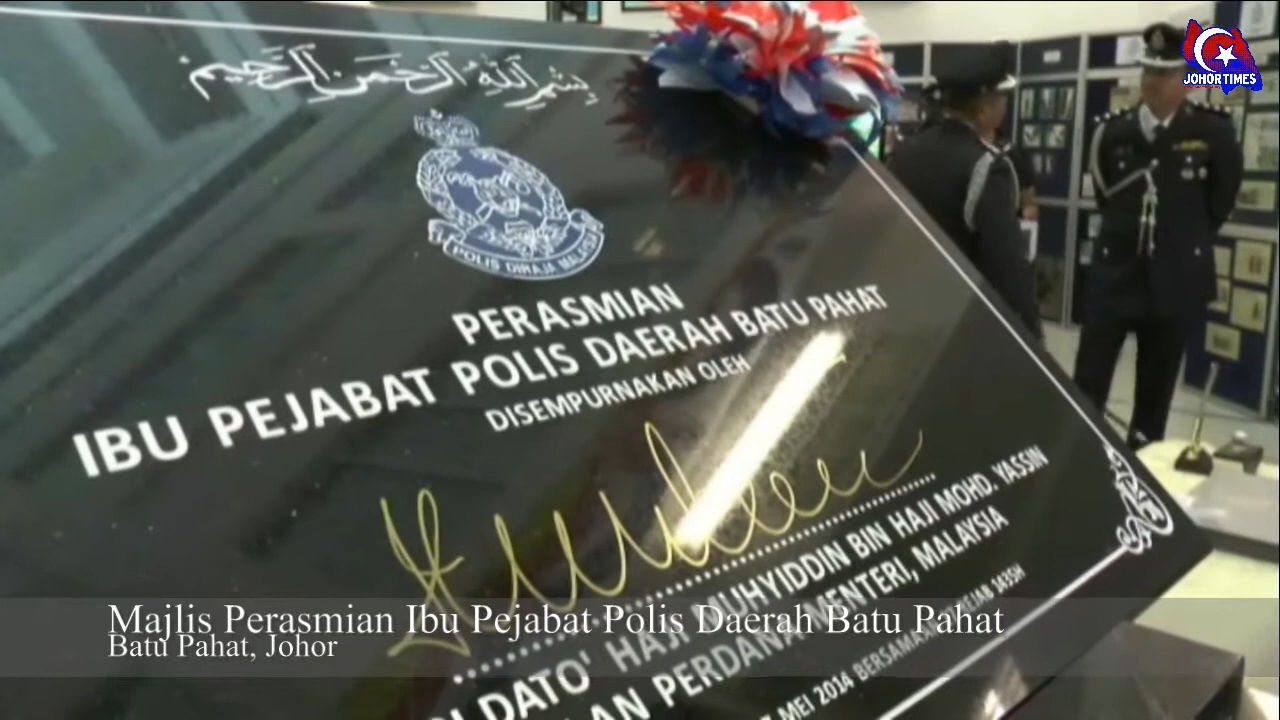 بسم الله الرحمن الرحيم
POLIS DIRAJA MALAYSIA
PERASMIAN
IBU PEJABAT POLIS DAERAH BATU PAHAT
DISEMPURNAKAN OLEH
DATO' HAJI MUHYIDDIN BIN HAJI MOHD. YASSIN
PERDANA MENTERI, MALAYSIA
MEI 2014 BERSAMAAN REJAB 1435H
JOHORTIMES
Majlis Perasmian Ibu Pejabat Polis Daerah Batu Pahat
Batu Pahat, Johor